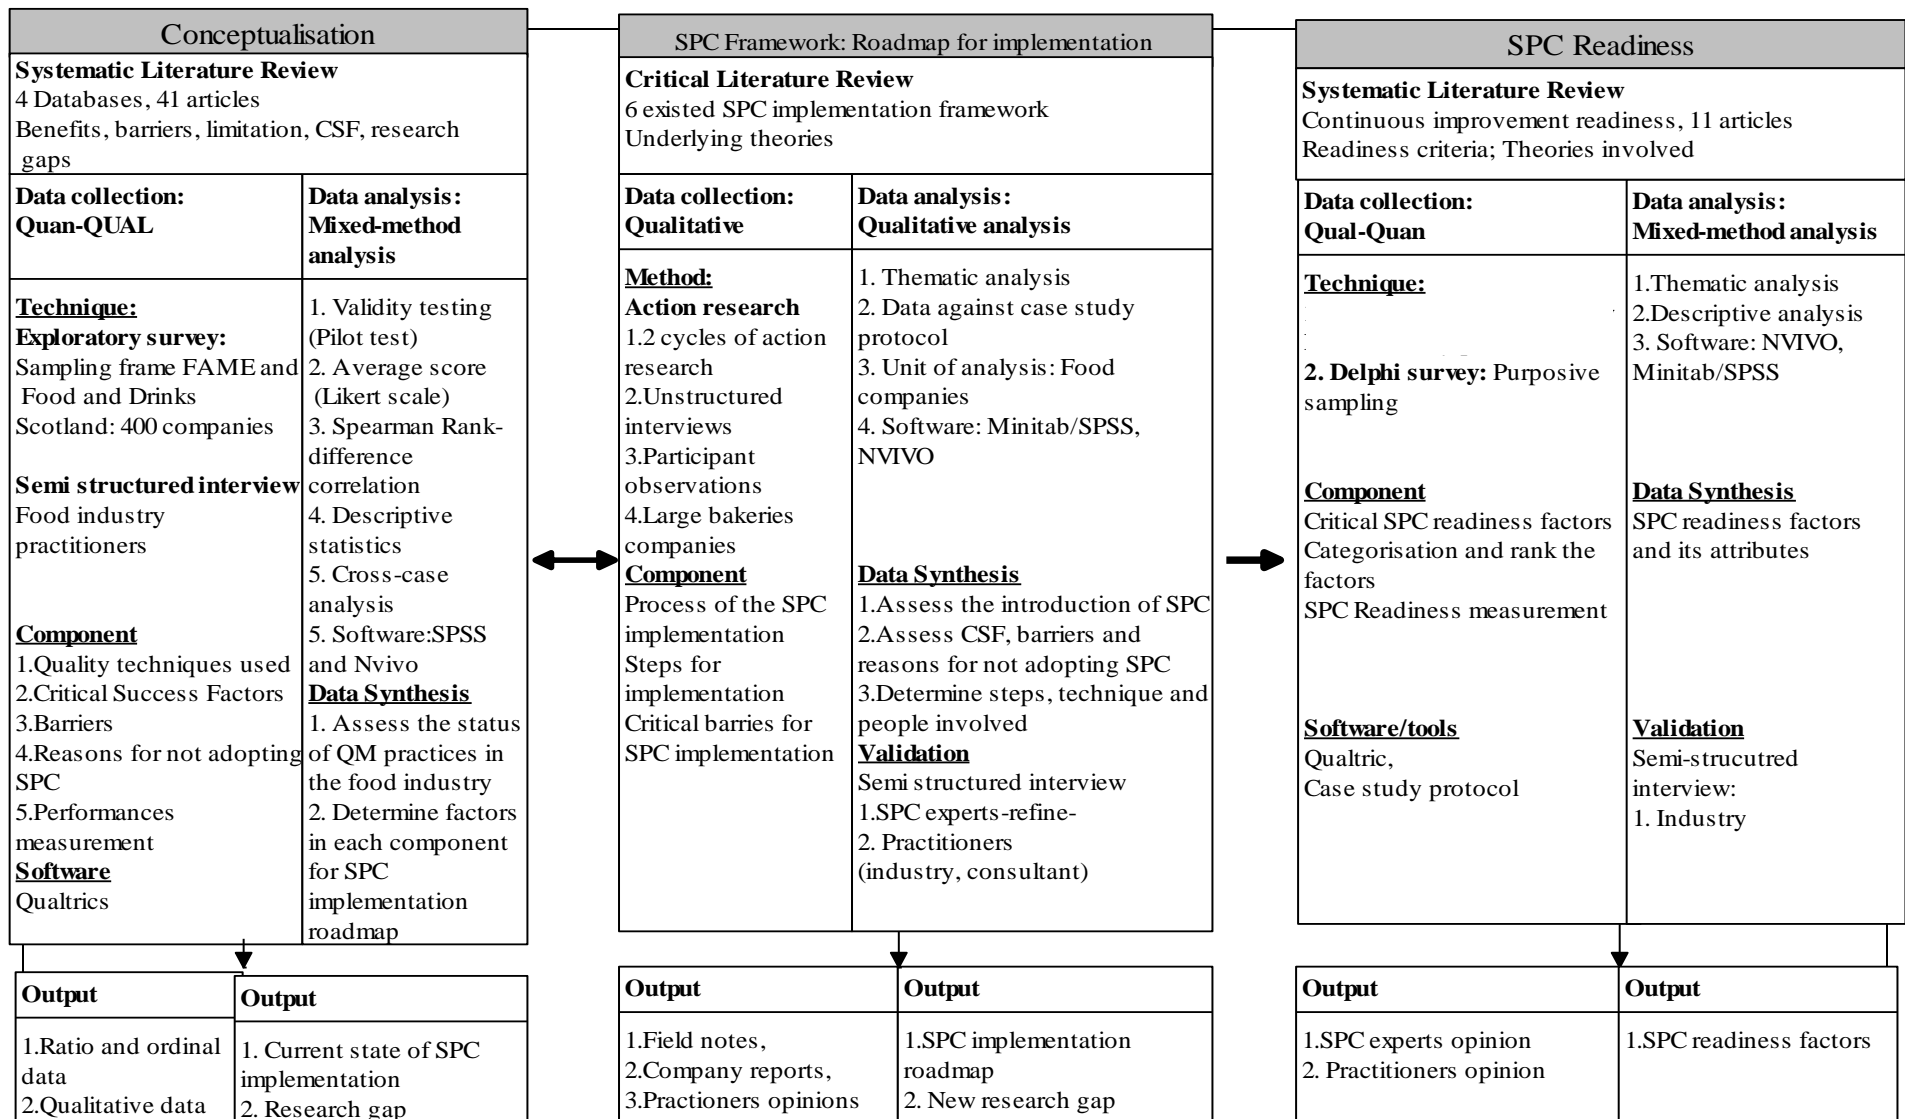 Conceptualisation
Systematic Literature Review
4 Databases, 41 articles
Benefits, barriers, limitation, CSF, research
gaps
Data collection:
Quan-QUAL
Data analysis:
Mixed-method
analysis
Technique:
Exploratory survey:
Sampling frame FAME and
Food and Drinks
Scotland: 400 companies
Semi structured interview
Food industry
practitioners
Component
1.Quality techniques used
2.Critical Success Factors
3.Barriers
4.Reasons for not adopting
SPC
5.Performances
measurement
Software
Qualtrics
1. Validity testing
(Pilot test)
2. Average score
(Likert scale)
3. Spearman Rank-
difference
correlation
4. Descriptive
statistics
5. Cross-case
analysis
5. Software:SPSS
and Nvivo
Data Synthesis
1. Assess the status
of QM practices in
the food industry
2. Determine factors
in each component
for SPC
implementation
roadmap
Output
1.Ratio and ordinal
data
2.Qualitative data
Output
1. Current state of SPC
implementation
2. Research gap
SPC Framework: Roadmap for implementation
Critical Literature Review
6 existed SPC implementation framework
Underlying theories
Data collection:
Qualitative
Data analysis:
Qualitative analysis
Method:
Action research
1.2 cycles of action
research
2.Unstructured
interviews
3.Participant
observations
4.Large bakeries
companies
Component
Process of the SPC
implementation
Steps for
implementation
Critical barries for
SPC implementation
1. Thematic analysis
2. Data against case study
protocol
3. Unit of analysis: Food
companies
4. Software: Minitab/SPSS,
NVIVO
Data Synthesis
1.Assess the introduction of SPC
2.Assess CSF, barriers and
reasons for not adopting SPC
3.Determine steps, technique and
people involved
Validation
Semi structured interview
1.SPC experts-refine-
2. Practitioners
(industry, consultant)
Output
1.Field notes,
2.Company reports,
3.Practioners opinions
Output
1.SPC implementation
roadmap
2. New research gap
SPC Readiness
Systematic Literature Review
Continuous improvement readiness, 11 articles
Readiness criteria; Theories involved
Data collection:
Qual-Quan
Data analysis:
Mixed-method analysis
Technique:
2. Delphi survey: Purposive
sampling
Component
Critical SPC readiness factors
Categorisation and rank the
factors
SPC Readiness measurement
Software/tools
Qualtric,
Case study protocol
1.Thematic analysis
2.Descriptive analysis
3. Software: NVIVO,
Minitab/SPSS
Data Synthesis
SPC readiness factors
and its attributes
Validation
Semi-strucutred
interview:
1. Industry
Output
1.SPC experts opinion
2. Practitioners opinion
Output
1.SPC readiness factors